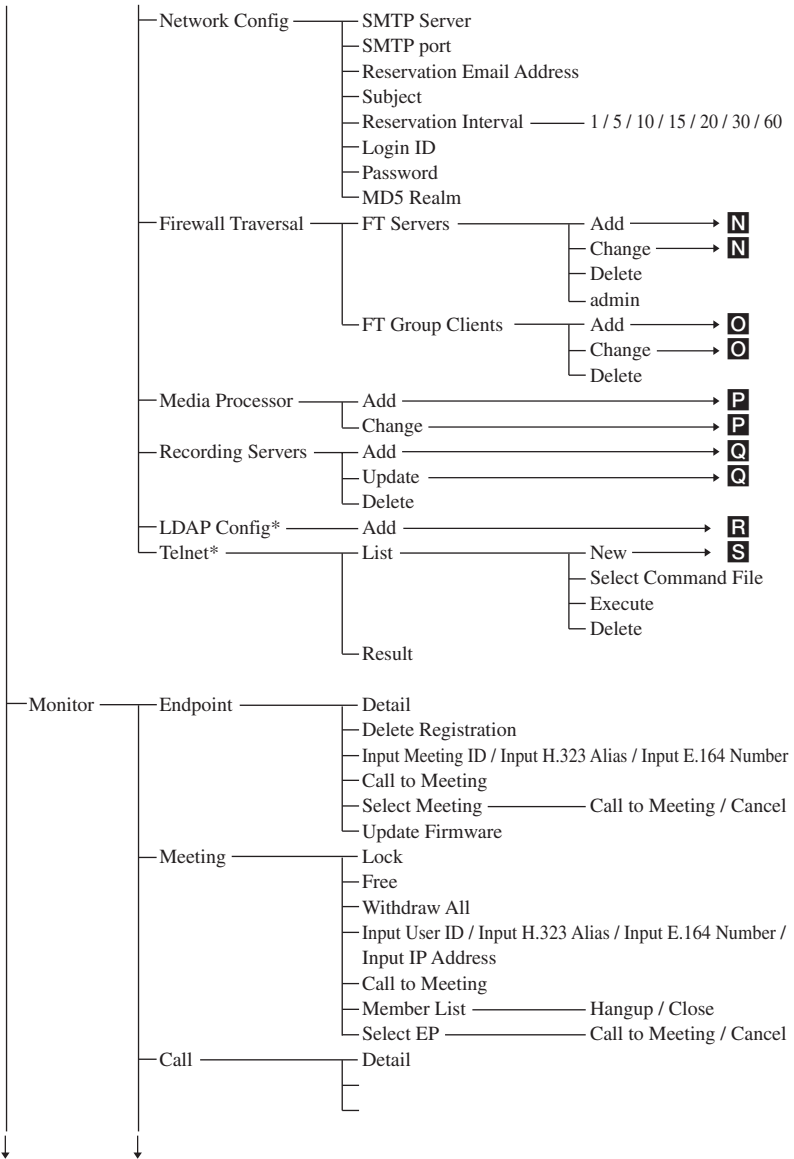 Network Config SMTP Server
SMTP port
Reservation Email Address
Subject
Reservation Interval 1 / 5 / 10 / 15 / 20 / 30 / 60
Login ID
Password
MD5 Realm
Firewall Traversal FT Servers Add N
Change N
Delete
admin
FT Group Clients Add O
Change O
Delete
Media Processor Add P
Change P
Recording Servers Add Q
Update Q
Delete
LDAP Config* Add R
Telnet* List New S
Select Command File
Execute
Delete
Result
Monitor Endpoint Detail
Delete Registration
Input Meeting ID / Input H.323 Alias / Input E.164 Number
Call to Meeting
Select Meeting Call to Meeting / Cancel
Update Firmware
Meeting Lock
Free
Withdraw All
Input User ID / Input H.323 Alias / Input E.164 Number /
Input IP Address
Call to Meeting
Member List Hangup / Close
Select EP Call to Meeting / Cancel
Call Detail